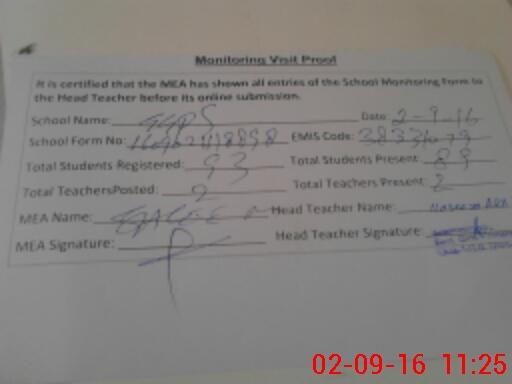 Monitoring Visit Proof
It is certified that the MEA has shown all entries of the School Monitoring Form to
the Head Teacher before its online submission.
School Name: GGPS Date: 2-9-16
School Form No: EMIS Code:
Total Students Registered: 93 Total Students Present: 89
Total TeachersPosted: 2 Total Teachers Present: 2
MEA Name: Head Teacher Name:
MEA Signature: Head Teacher Signature:
02-09-16 11:25